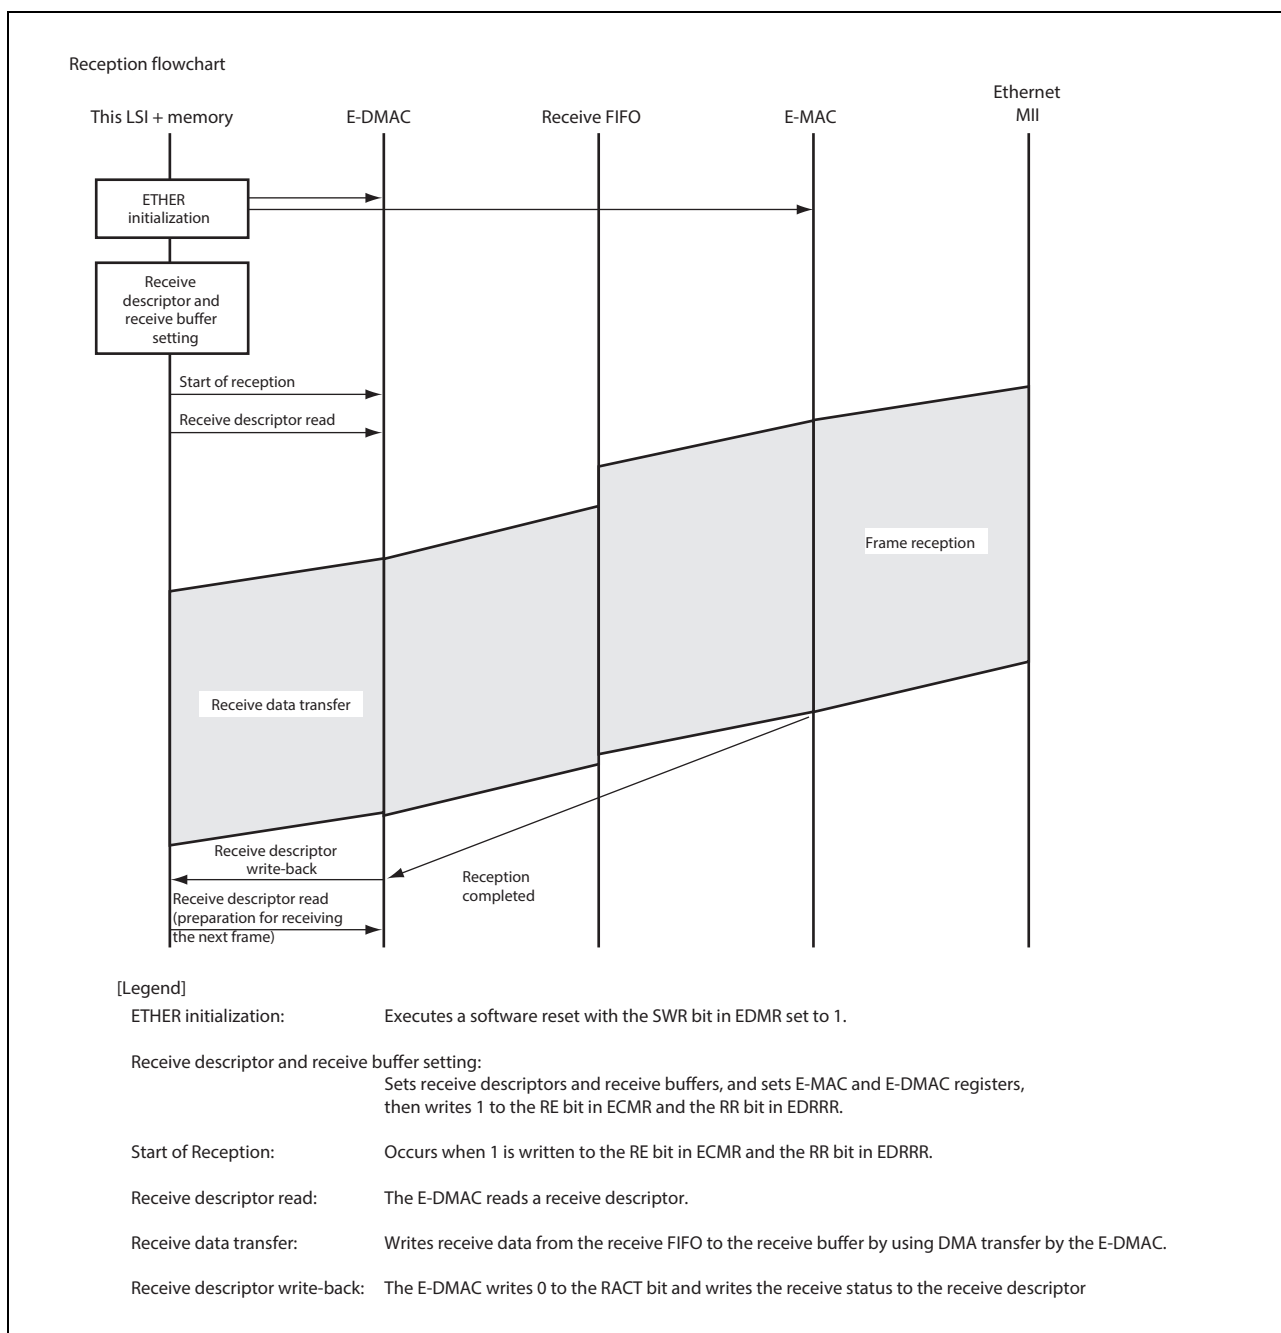 Reception flowchart
This LSI + memory
E-DMAC
Receive FIFO
E-MAC
Ethernet
MII
ETHER
initialization
Receive
descriptor and
receive buffer
setting
Start of reception
Receive descriptor read
Frame reception
Receive data transfer
Receive descriptor
write-back
Reception
completed
Receive descriptor read
(preparation for receiving
the next frame)
[Legend]
ETHER initialization: Executes a software reset with the SWR bit in EDMR set to 1.
Receive descriptor and receive buffer setting:
Sets receive descriptors and receive buffers, and sets E-MAC and E-DMAC registers,
then writes 1 to the RE bit in ECMR and the RR bit in EDRRR.
Start of Reception: Occurs when 1 is written to the RE bit in ECMR and the RR bit in EDRRR.
Receive descriptor read: The E-DMAC reads a receive descriptor.
Receive data transfer: Writes receive data from the receive FIFO to the receive buffer by using DMA transfer by the E-DMAC.
Receive descriptor write-back: The E-DMAC writes 0 to the RACT bit and writes the receive status to the receive descriptor